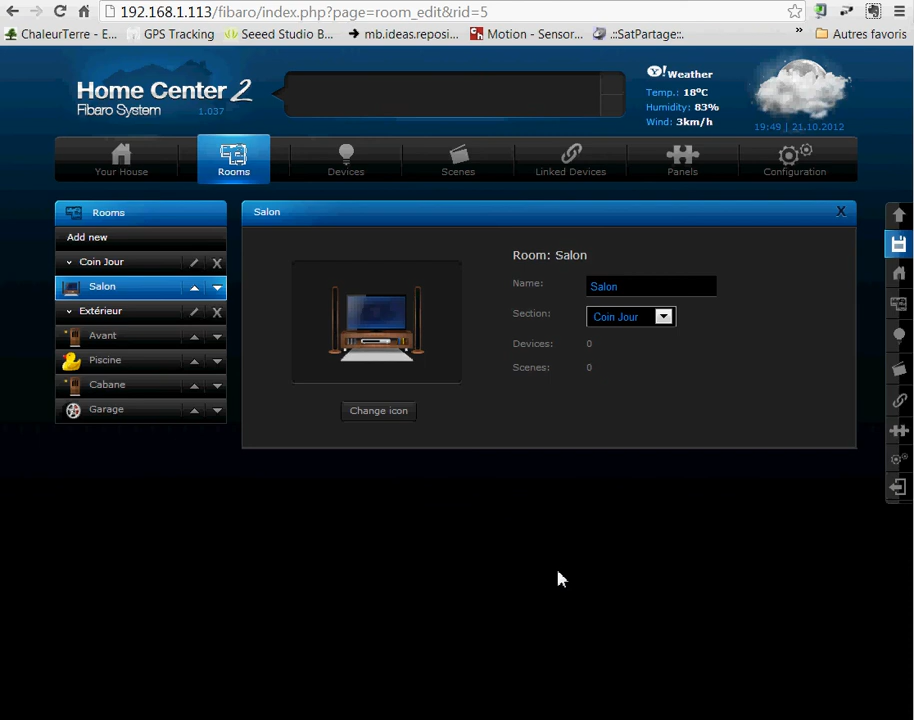 192.168.1.113/fibaro/index.php?page=room_edit&rid=5
ChaleurTerre - E...
GPS Tracking
Seeed Studio B...
mb.ideas.reposi...
Motion - Sensor...
.::SatPartage::.
»
Autres favoris
Home Center 2
Fibaro System
1.037
Y! Weather
Temp.: 18°C
Humidity: 83%
Wind: 3km/h
19:49 | 21.10.2012
Your House
Rooms
Devices
Scenes
Linked Devices
Panels
Configuration
Rooms
Add new
Coin Jour
Salon
Extérieur
Avant
Piscine
Cabane
Garage
Salon
X
Room: Salon
Name: Salon
Section: Coin Jour
Devices: 0
Scenes: 0
Change icon